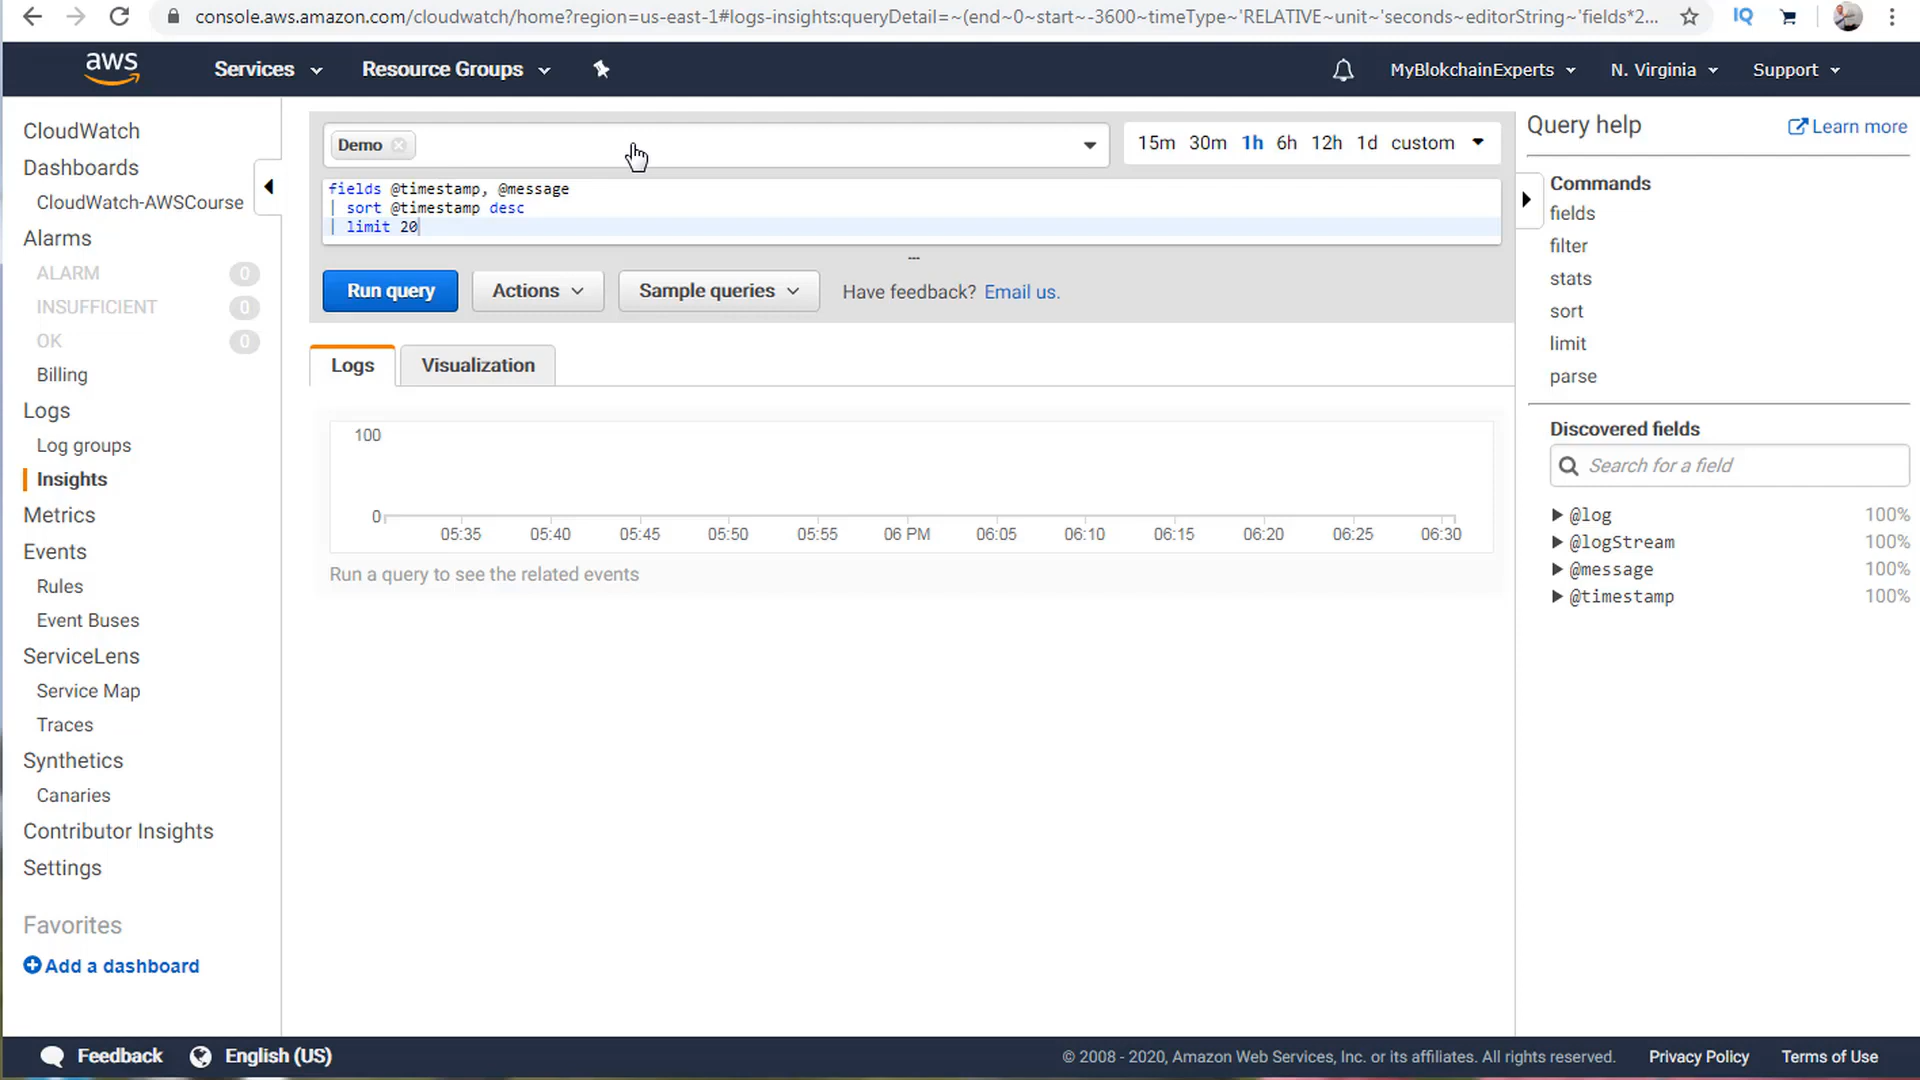 console.aws.amazon.com/cloudwatch/home?region=us-east-1#logs-insights:queryDetail=~(end~0~start~-3600~timeType~'RELATIVE~unit~'seconds~editorString~'fields*2...
IQ
aws
Services
Resource Groups
MyBlokchainExperts
N. Virginia
Support
CloudWatch
Dashboards
CloudWatch-AWSCourse
Alarms
ALARM 0
INSUFFICIENT 0
OK 0
Billing
Logs
Log groups
Insights
Metrics
Events
Rules
Event Buses
ServiceLens
Service Map
Traces
Synthetics
Canaries
Contributor Insights
Settings
Favorites
Add a dashboard
Demo
15m 30m 1h 6h 12h 1d custom
fields @timestamp, @message
| sort @timestamp desc
| limit 20
Run query
Actions
Sample queries
Have feedback? Email us.
Logs
Visualization
100
0
05:35 05:40 05:45 05:50 05:55 06 PM 06:05 06:10 06:15 06:20 06:25 06:30
Run a query to see the related events
Query help
Learn more
Commands
fields
filter
stats
sort
limit
parse
Discovered fields
Search for a field
@log 100%
@logStream 100%
@message 100%
@timestamp 100%
Feedback
English (US)
© 2008 - 2020, Amazon Web Services, Inc. or its affiliates. All rights reserved.
Privacy Policy
Terms of Use